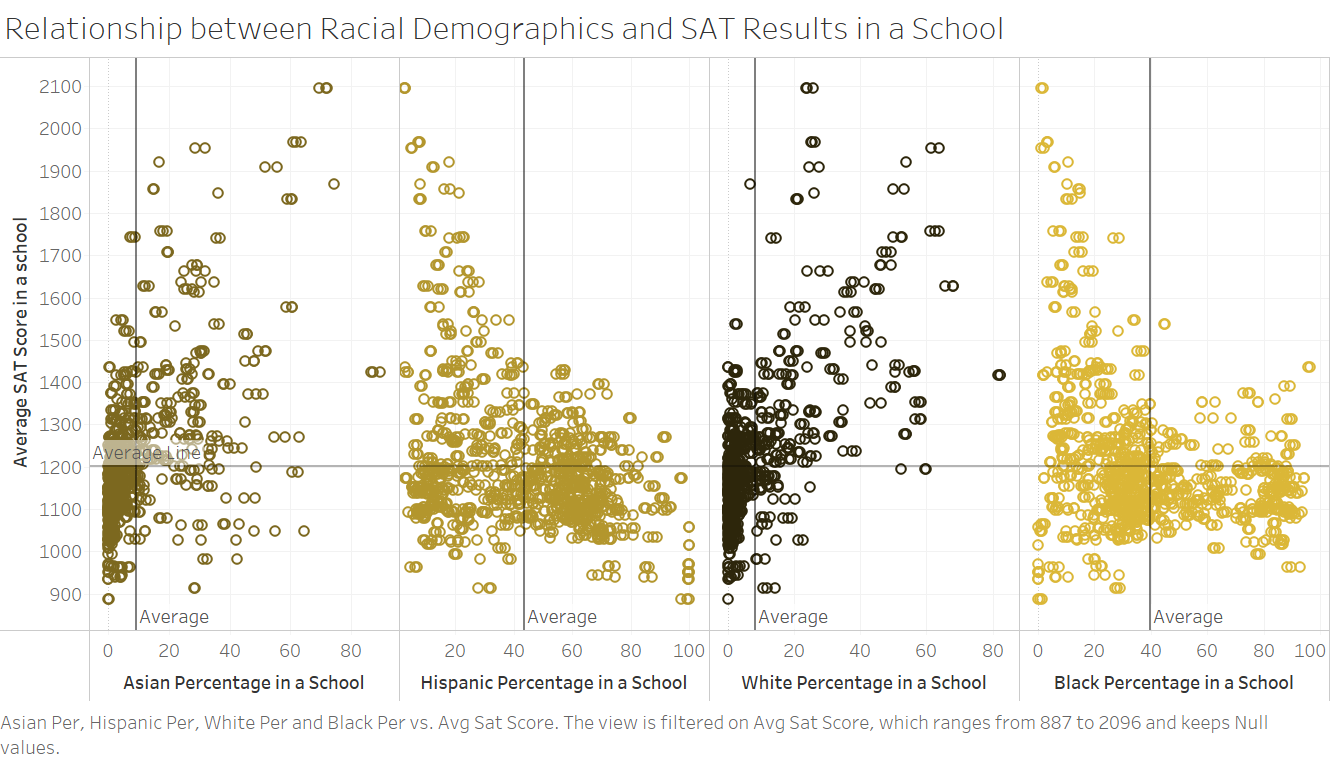 Relationship between Racial Demographics and SAT Results in a School
Average SAT Score in a school
2100
2000
1900
1800
1700
1600
1500
1400
1300
1200
1100
1000
900
Average Line
Average
Average
Average
Average
0 20 40 60 80
20 40 60 80 100
0 20 40 60 80
0 20 40 60 80 100
Asian Percentage in a School
Hispanic Percentage in a School
White Percentage in a School
Black Percentage in a School
Asian Per, Hispanic Per, White Per and Black Per vs. Avg Sat Score. The view is filtered on Avg Sat Score, which ranges from 887 to 2096 and keeps Null
values.